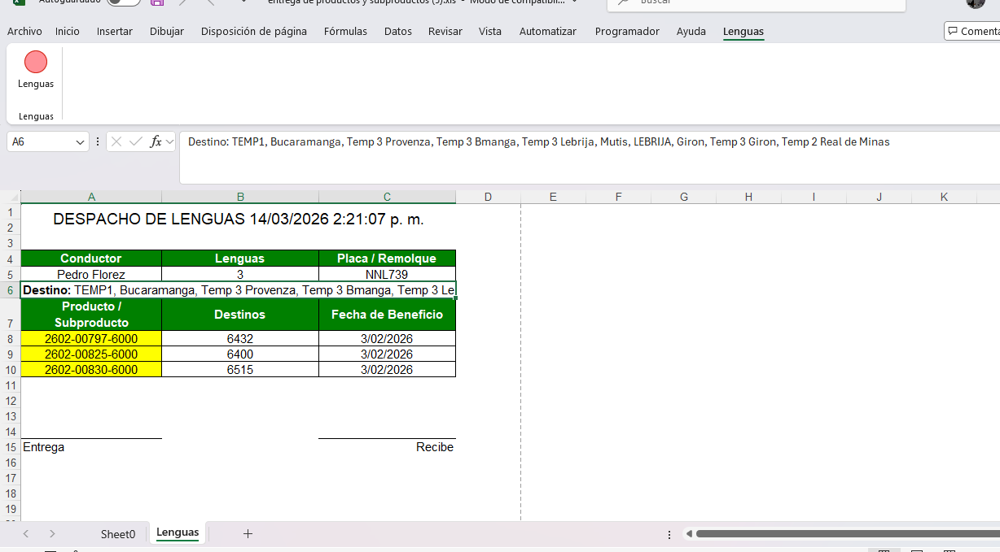 Autoguardado entrega de productos y subproductos (5).xls - Modo de compatibil... Buscar
Archivo Inicio Insertar Dibujar Disposición de página Fórmulas Datos Revisar Vista Automatizar Programador Ayuda Lenguas Comenta
Lenguas
Lenguas
A6 fx Destino: TEMP1, Bucaramanga, Temp 3 Provenza, Temp 3 Bmanga, Temp 3 Lebrija, Mutis, LEBRIJA, Giron, Temp 3 Giron, Temp 2 Real de Minas
A B C D E F G H I J K
1
DESPACHO DE LENGUAS 14/03/2026 2:21:07 p. m.
2
3
4 Conductor Lenguas Placa / Remolque
5 Pedro Florez 3 NNL739
6 Destino: TEMP1, Bucaramanga, Temp 3 Provenza, Temp 3 Bmanga, Temp 3 Le
Producto /
7 Subproducto Destinos Fecha de Beneficio
8 2602-00797-6000 6432 3/02/2026
9 2602-00825-6000 6400 3/02/2026
10 2602-00830-6000 6515 3/02/2026
11
12
13
14
15 Entrega Recibe
16
17
18
19
Sheet0 Lenguas